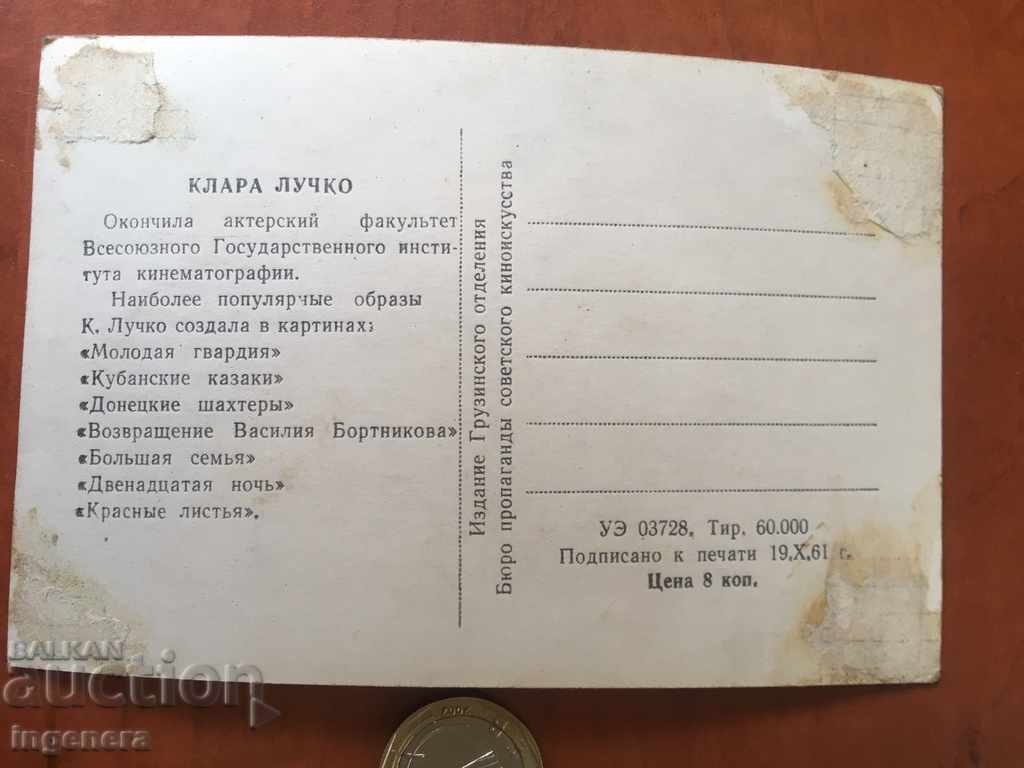 КЛАРА ЛУЧКО
Окончила актерский факультет
Всесоюзного Государственного инсти-
тута кинематографии.
Наиболее популярчые образы
К. Лучко создала в картинах:
«Молодая гвардия»
«Кубанские казаки»
«Донецкие шахтеры»
«Возвращение Василия Бортникова»
«Большая семья»
«Двенадцатая ночь»
«Красные листья».
Издание Грузинского отделения
Бюро пропаганды советского киноискусства
УЭ 03728, Тир. 60.000
Подписано к печати 19.X.61 г.
Цена 8 коп.
BALKAN
auction
ingenera